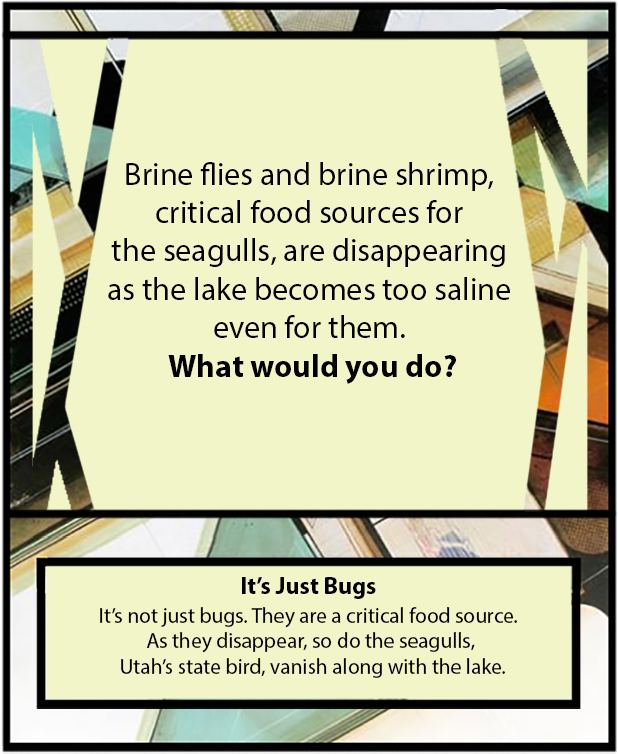 Brine flies and brine shrimp,
critical food sources for
the seagulls, are disappearing
as the lake becomes too saline
even for them.
What would you do?
It's Just Bugs
It's not just bugs. They are a critical food source.
As they disappear, so do the seagulls,
Utah's state bird, vanish along with the lake.